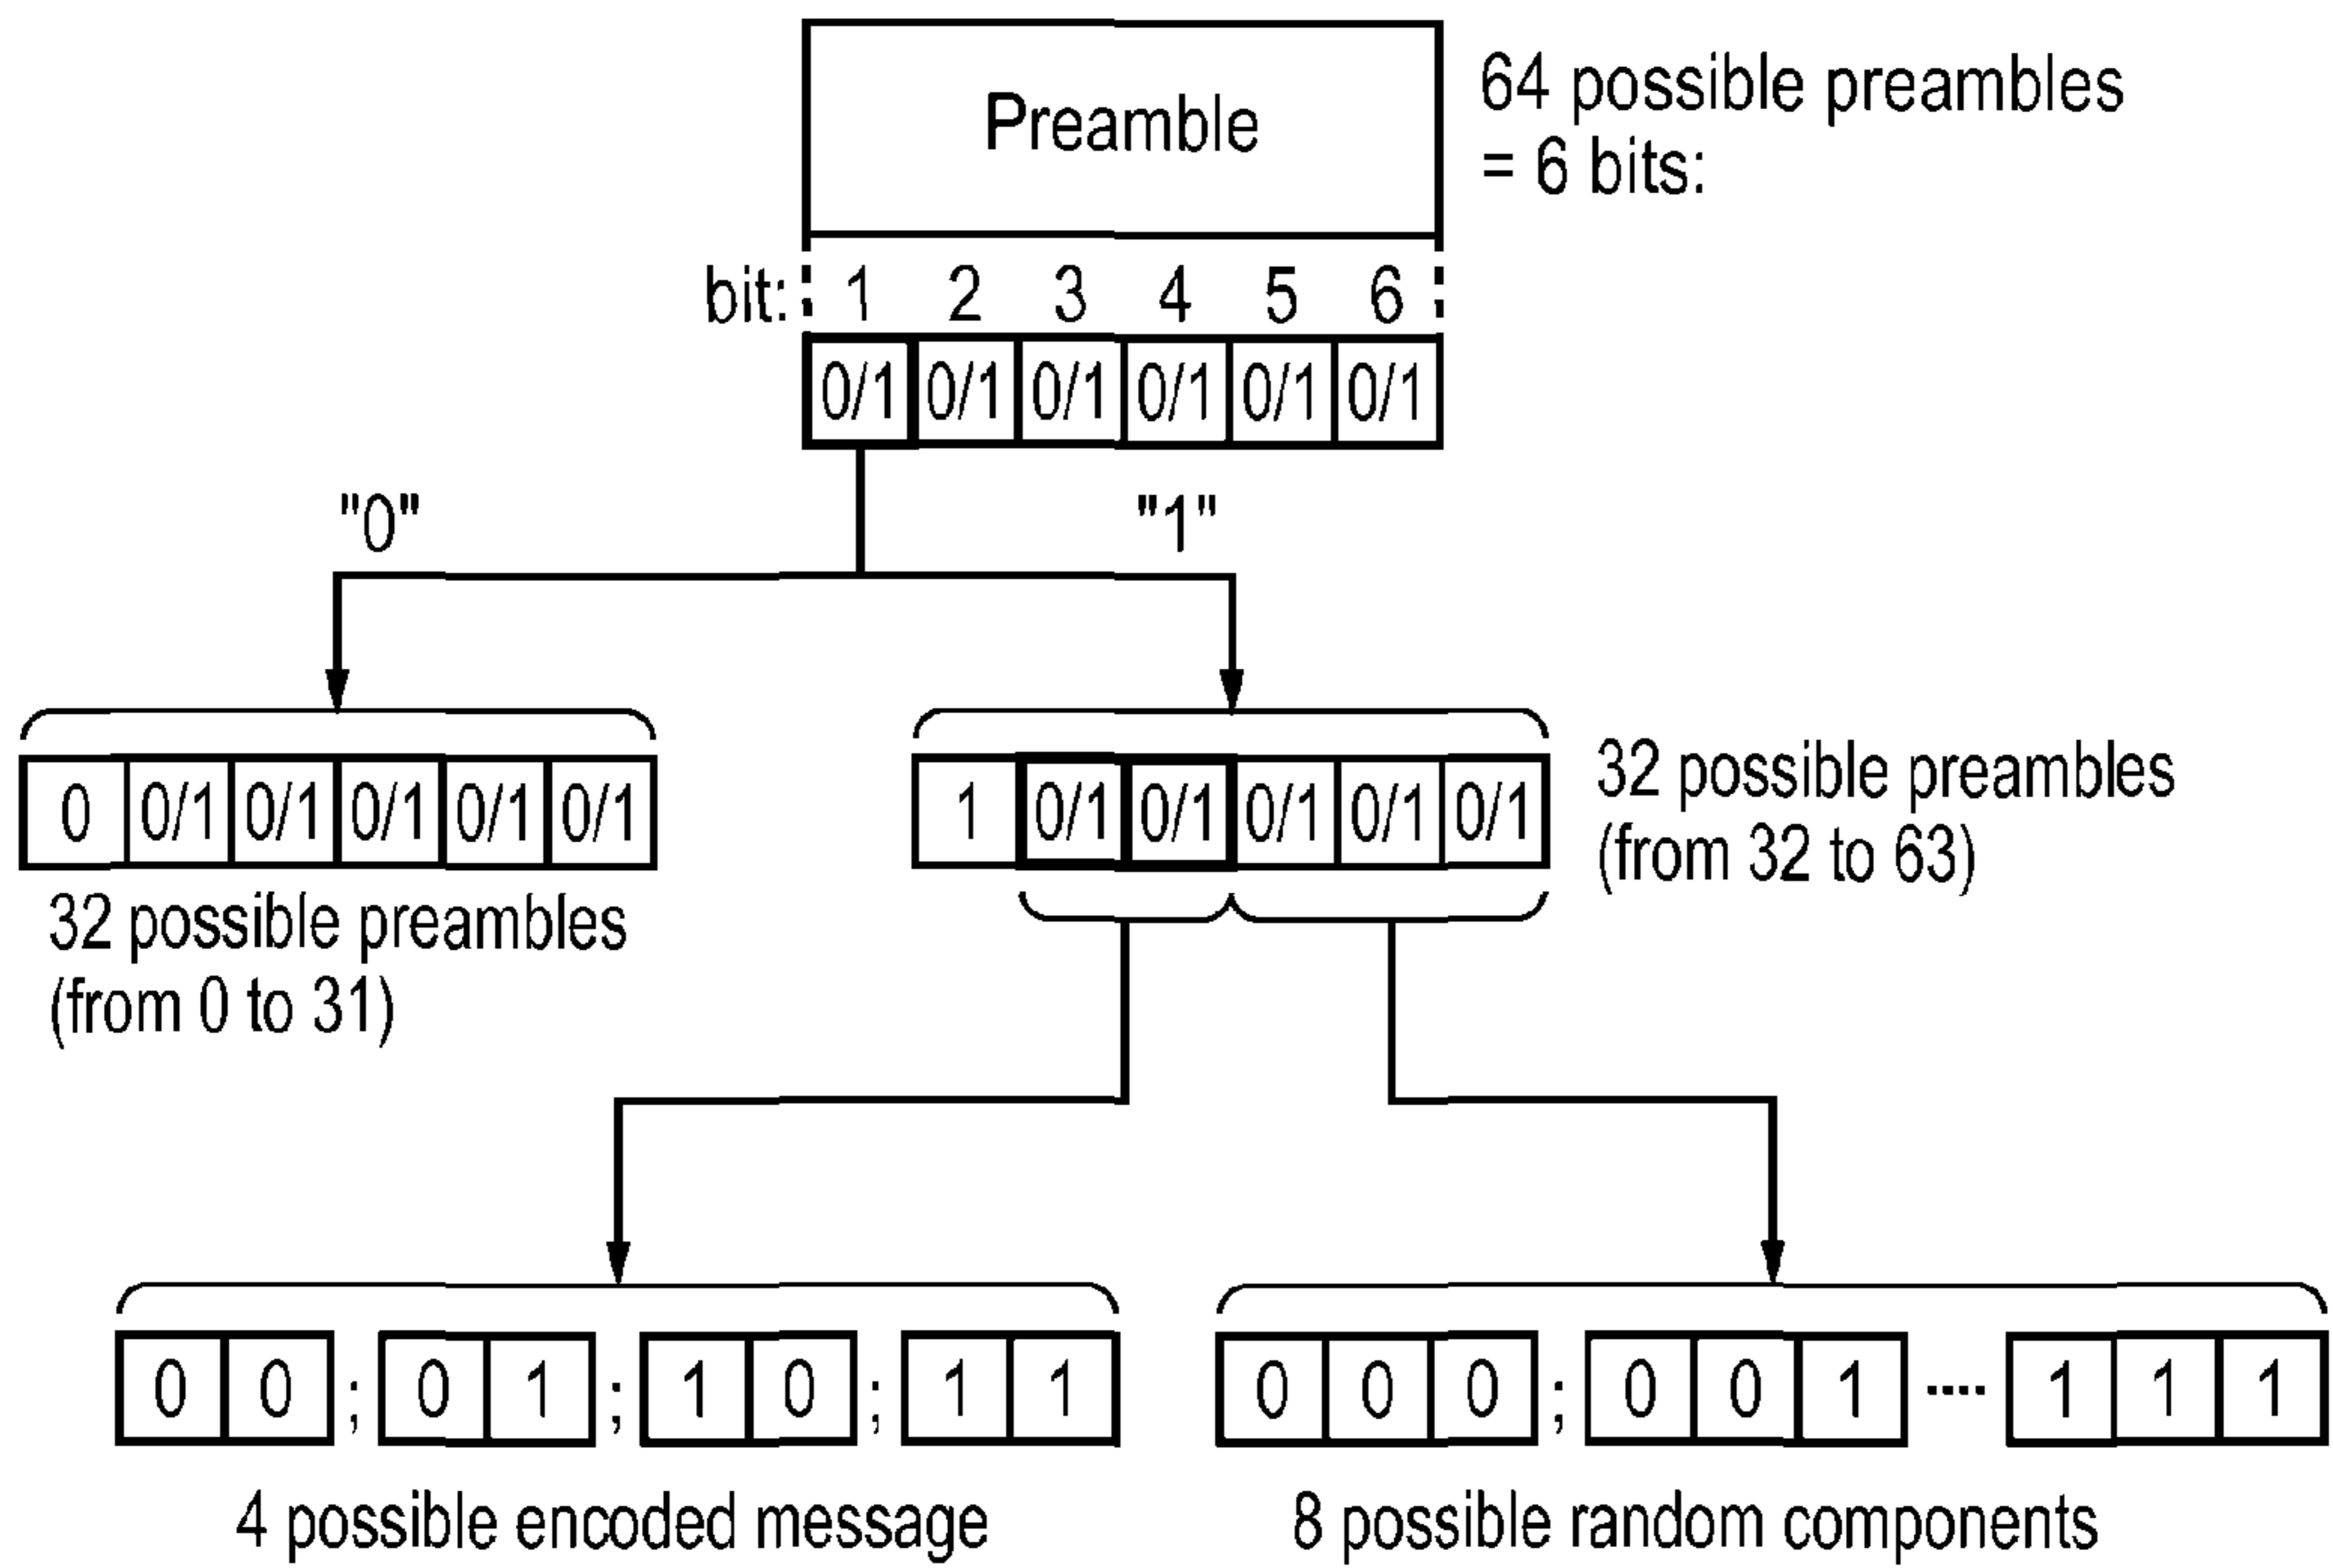 Preamble
64 possible preambles
= 6 bits:
bit: 1 2 3 4 5 6
0/1 0/1 0/1 0/1 0/1 0/1
"0" "1"
0 0/1 0/1 0/1 0/1 0/1
1 0/1 0/1 0/1 0/1 0/1
32 possible preambles
(from 32 to 63)
32 possible preambles
(from 0 to 31)
0 0 ; 0 1 ; 1 0 ; 1 1
0 0 0 ; 0 0 1 ···· 1 1 1
4 possible encoded message
8 possible random components